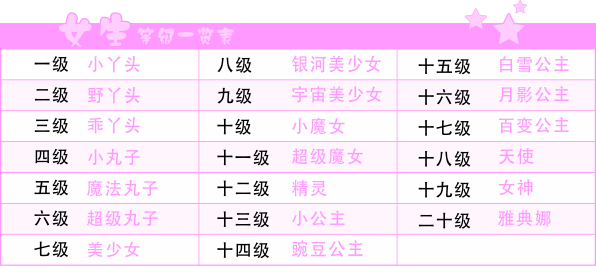 女生等级一览表
一级 小丫头 八级 银河美少女 十五级 白雪公主
二级 野丫头 九级 宇宙美少女 十六级 月影公主
三级 乖丫头 十级 小魔女 十七级 百变公主
四级 小丸子 十一级 超级魔女 十八级 天使
五级 魔法丸子 十二级 精灵 十九级 女神
六级 超级丸子 十三级 小公主 二十级 雅典娜
七级 美少女 十四级 豌豆公主